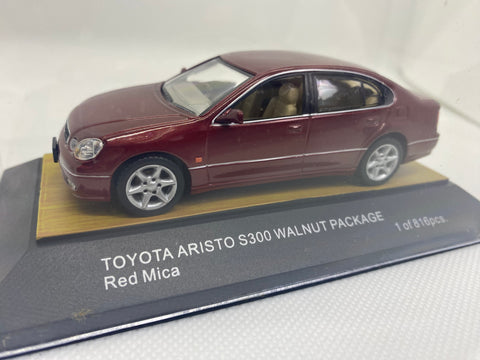 TOYOTA ARISTO S300 WALNUT PACKAGE
Red Mica
1 of 816pcs.